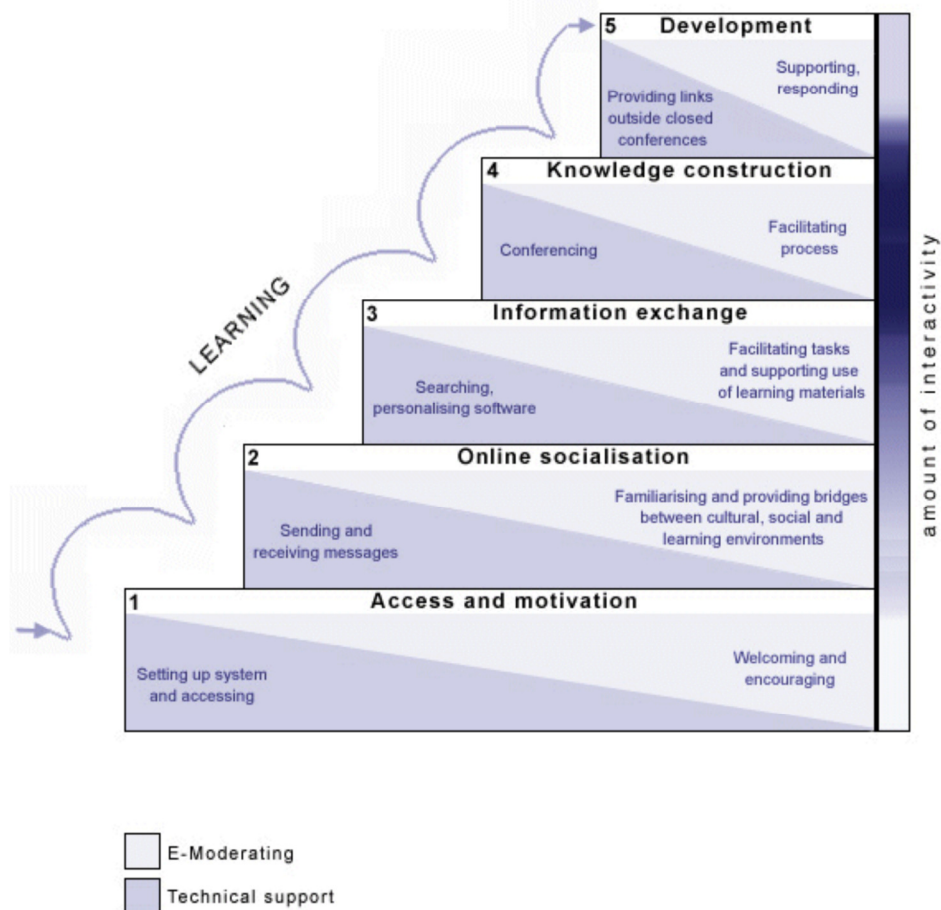 5 Development
Supporting,
responding
Providing links
outside closed
conferences
4 Knowledge construction
Facilitating
process
Conferencing
LEARNING
3 Information exchange
Facilitating tasks
and supporting use
of learning materials
Searching,
personalising software
2 Online socialisation
Familiarising and providing bridges
between cultural, social and
learning environments
Sending and
receiving messages
1 Access and motivation
Welcoming and
encouraging
Setting up system
and accessing
amount of interactivity
E-Moderating
Technical support